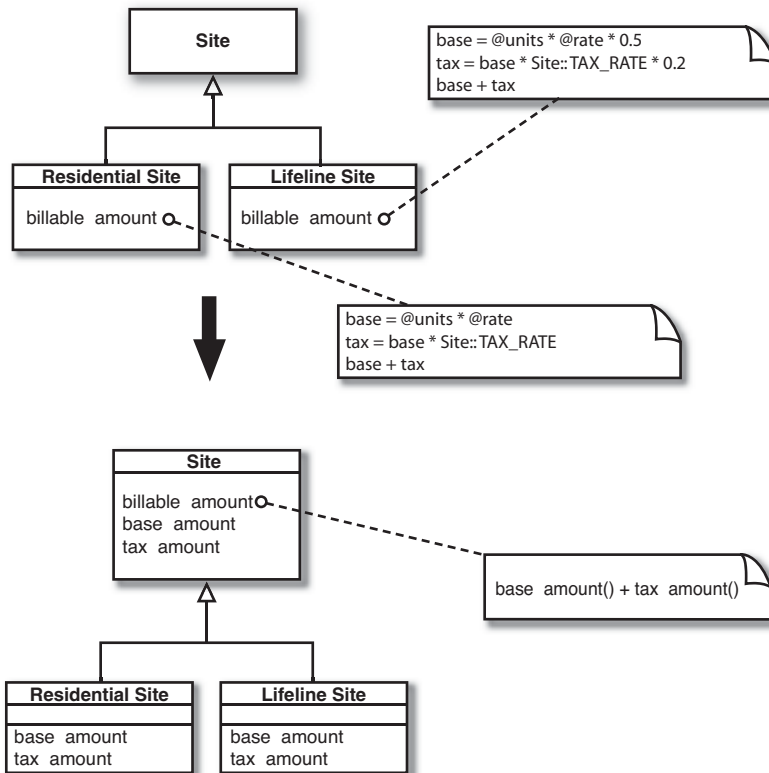 Site
base = @units * @rate * 0.5
tax = base * Site::TAX_RATE * 0.2
base + tax
Residential Site
billable amount
Lifeline Site
billable amount
base = @units * @rate
tax = base * Site::TAX_RATE
base + tax
Site
billable amount
base amount
tax amount
base amount() + tax amount()
Residential Site
base amount
tax amount
Lifeline Site
base amount
tax amount